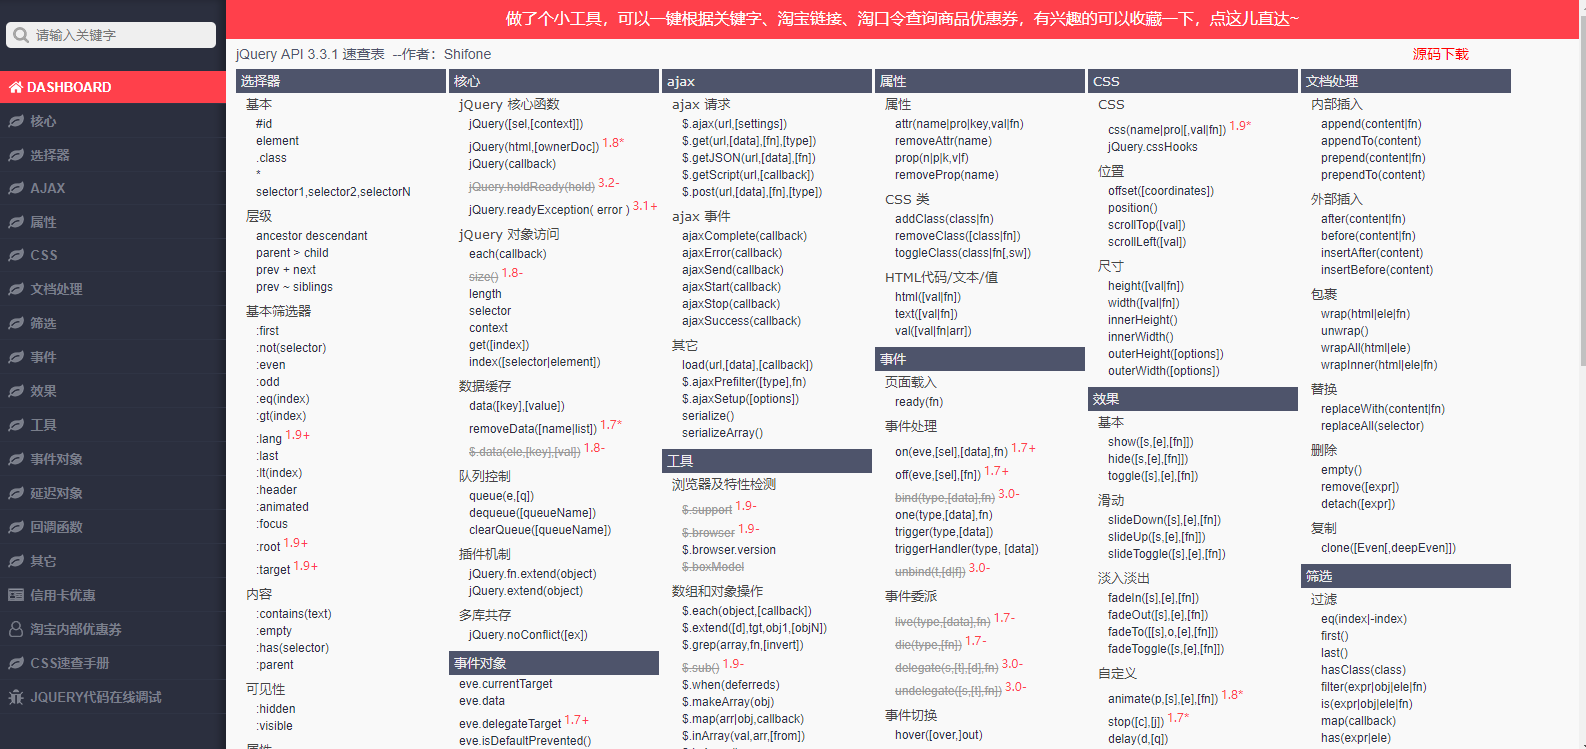 做了个小工具，可以一键根据关键字、淘宝链接、淘口令查询商品优惠券，有兴趣的可以收藏一下，点这儿直达~
请输入关键字
DASHBOARD
核心
选择器
AJAX
属性
CSS
文档处理
筛选
事件
效果
工具
事件对象
延迟对象
回调函数
其它
信用卡优惠
淘宝内部优惠券
CSS速查手册
JQUERY代码在线调试
jQuery API 3.3.1 速查表 --作者：Shifone
源码下载
选择器
基本
#id
element
.class
*
selector1,selector2,selectorN
层级
ancestor descendant
parent > child
prev + next
prev ~ siblings
基本筛选器
:first
:not(selector)
:even
:odd
:eq(index)
:gt(index)
:lang 1.9+
:last
:lt(index)
:header
:animated
:focus
:root 1.9+
:target 1.9+
内容
:contains(text)
:empty
:has(selector)
:parent
可见性
:hidden
:visible
属性
核心
jQuery 核心函数
jQuery([sel,[context]])
jQuery(html,[ownerDoc]) 1.8*
jQuery(callback)
jQuery.holdReady(hold) 3.2-
jQuery.readyException( error ) 3.1+
jQuery 对象访问
each(callback)
size() 1.8-
length
selector
context
get([index])
index([selector|element])
数据缓存
data([key],[value])
removeData([name|list]) 1.7*
$.data(ele,[key],[val]) 1.8-
队列控制
queue(e,[q])
dequeue([queueName])
clearQueue([queueName])
插件机制
jQuery.fn.extend(object)
jQuery.extend(object)
多库共存
jQuery.noConflict([ex])
事件对象
eve.currentTarget
eve.data
eve.delegateTarget 1.7+
eve.isDefaultPrevented()
ajax
ajax 请求
$.ajax(url,[settings])
$.get(url,[data],[fn],[type])
$.getJSON(url,[data],[fn])
$.getScript(url,[callback])
$.post(url,[data],[fn],[type])
ajax 事件
ajaxComplete(callback)
ajaxError(callback)
ajaxSend(callback)
ajaxStart(callback)
ajaxStop(callback)
ajaxSuccess(callback)
其它
load(url,[data],[callback])
$.ajaxPrefilter([type],fn)
$.ajaxSetup([options])
serialize()
serializeArray()
工具
浏览器及特性检测
$.support 1.9-
$.browser 1.9-
$.browser.version
$.boxModel
数组和对象操作
$.each(object,[callback])
$.extend([d],tgt,obj1,[objN])
$.grep(array,fn,[invert])
$.sub() 1.9-
$.when(deferreds)
$.makeArray(obj)
$.map(arr|obj,callback)
$.inArray(val,arr,[from])
属性
属性
attr(name|pro|key,val|fn)
removeAttr(name)
prop(n|p|k,v|f)
removeProp(name)
CSS 类
addClass(class|fn)
removeClass([class|fn])
toggleClass(class|fn[,sw])
HTML代码/文本/值
html([val|fn])
text([val|fn])
val([val|fn|arr])
事件
页面载入
ready(fn)
事件处理
on(eve,[sel],[data],fn) 1.7+
off(eve,[sel],[fn]) 1.7+
bind(type,[data],fn) 3.0-
one(type,[data],fn)
trigger(type,[data])
triggerHandler(type, [data])
unbind(t,[d|f]) 3.0-
事件委派
live(type,[data],fn) 1.7-
die(type,[fn]) 1.7-
delegate(s,[t],[d],fn) 3.0-
undelegate([s,[t],fn]) 3.0-
事件切换
hover([over,]out)
CSS
CSS
css(name|pro|[,val|fn]) 1.9*
jQuery.cssHooks
位置
offset([coordinates])
position()
scrollTop([val])
scrollLeft([val])
尺寸
height([val|fn])
width([val|fn])
innerHeight()
innerWidth()
outerHeight([options])
outerWidth([options])
效果
基本
show([s,[e],[fn]])
hide([s,[e],[fn]])
toggle([s],[e],[fn])
滑动
slideDown([s],[e],[fn])
slideUp([s,[e],[fn]])
slideToggle([s],[e],[fn])
淡入淡出
fadeIn([s],[e],[fn])
fadeOut([s],[e],[fn])
fadeTo([[s],o,[e],[fn]])
fadeToggle([s,[e],[fn]])
自定义
animate(p,[s],[e],[fn]) 1.8*
stop([c],[j]) 1.7*
delay(d,[q])
文档处理
内部插入
append(content|fn)
appendTo(content)
prepend(content|fn)
prependTo(content)
外部插入
after(content|fn)
before(content|fn)
insertAfter(content)
insertBefore(content)
包裹
wrap(html|ele|fn)
unwrap()
wrapAll(html|ele)
wrapInner(html|ele|fn)
替换
replaceWith(content|fn)
replaceAll(selector)
删除
empty()
remove([expr])
detach([expr])
复制
clone([Even[,deepEven]])
筛选
过滤
eq(index|-index)
first()
last()
hasClass(class)
filter(expr|obj|ele|fn)
is(expr|obj|ele|fn)
map(callback)
has(expr|ele)